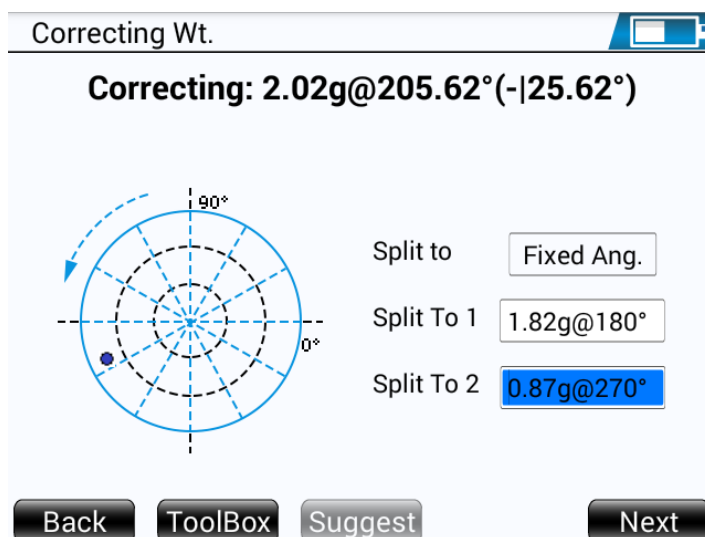 Correcting Wt.
Correcting: 2.02g@205.62°(-|25.62°)
90°
0°
Split to
Fixed Ang.
Split To 1
1.82g@180°
Split To 2
0.87g@270°
Back
ToolBox
Suggest
Next